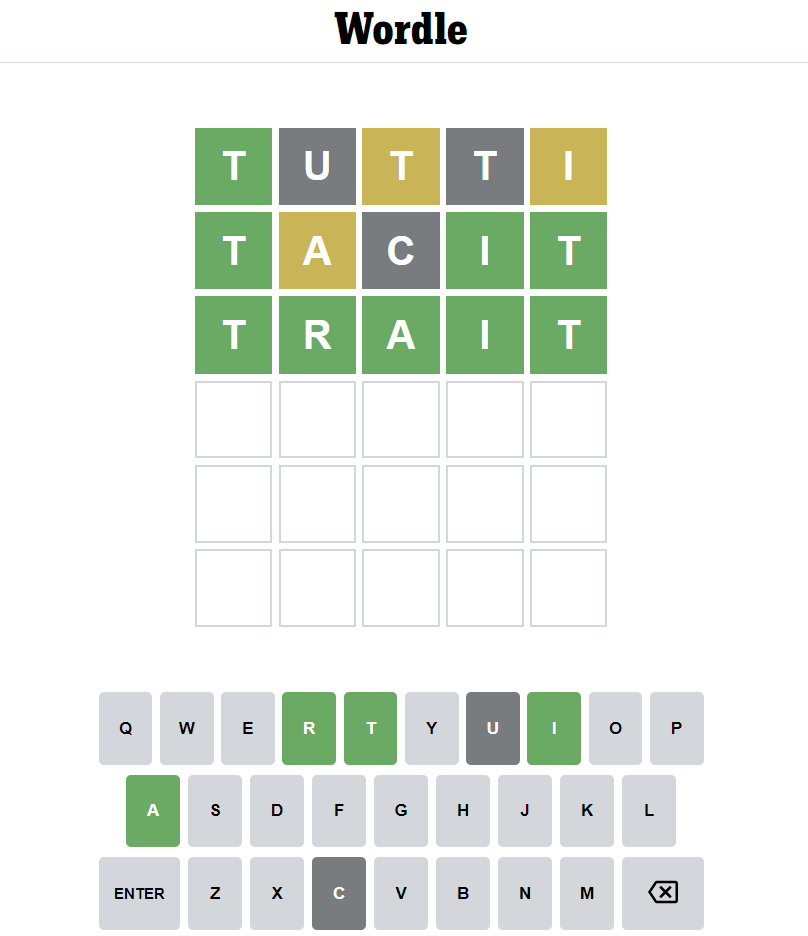 Wordle
T U T T I
T A C I T
T R A I T
Q W E R T Y U I O P
A S D F G H J K L
ENTER Z X C V B N M